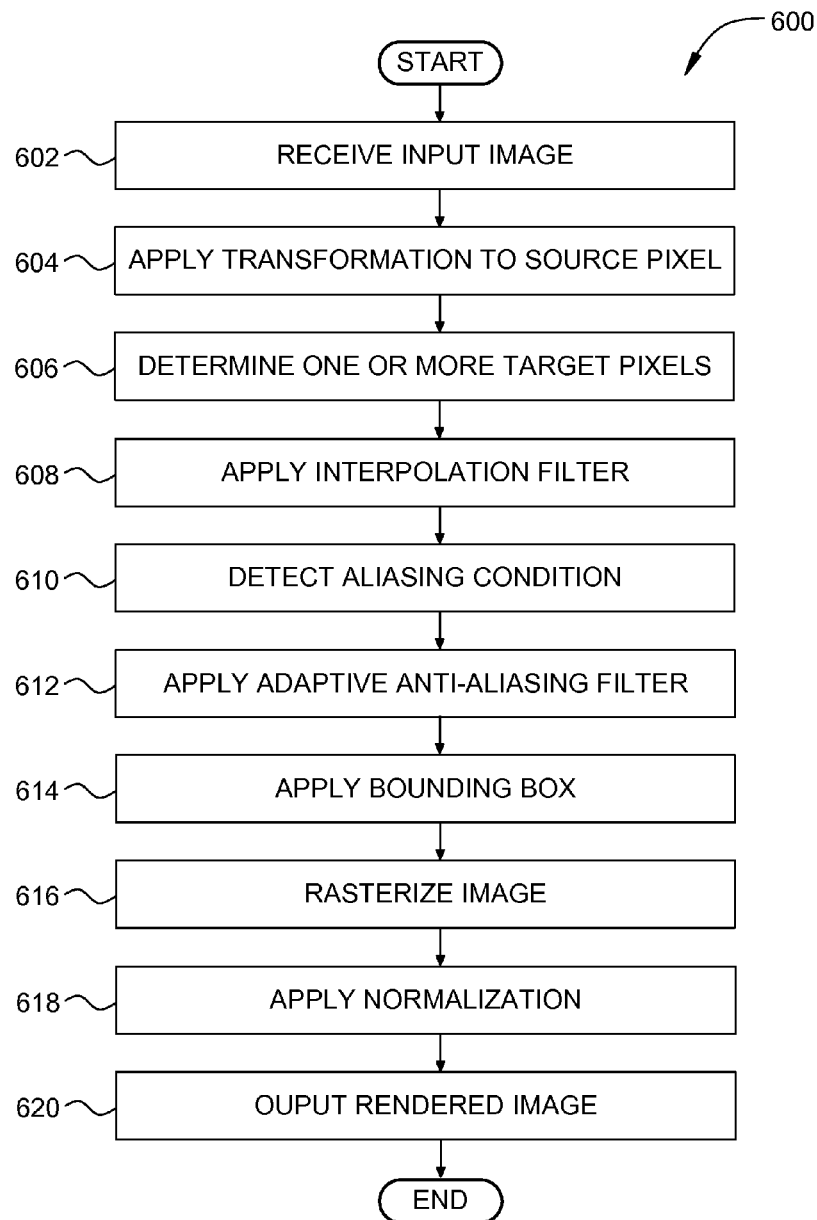 600
START
602 RECEIVE INPUT IMAGE
604 APPLY TRANSFORMATION TO SOURCE PIXEL
606 DETERMINE ONE OR MORE TARGET PIXELS
608 APPLY INTERPOLATION FILTER
610 DETECT ALIASING CONDITION
612 APPLY ADAPTIVE ANTI-ALIASING FILTER
614 APPLY BOUNDING BOX
616 RASTERIZE IMAGE
618 APPLY NORMALIZATION
620 OUPUT RENDERED IMAGE
END